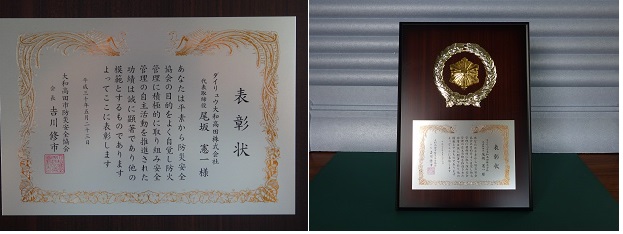 表彰状
ダイリュウ大和高田株式会社
代表取締役 尾坂 憲一 様
あなたは平素から防災安全
協会の目的をよく自覚し防火
管理に積極的に取り組み安全
管理の自主活動を推進された
功績は誠に顕著であり他の
模範とするものであります
よってここに表彰します
平成三十年五月二十三日
大和高田市防災安全協会
会長 吉川 修市
表彰状